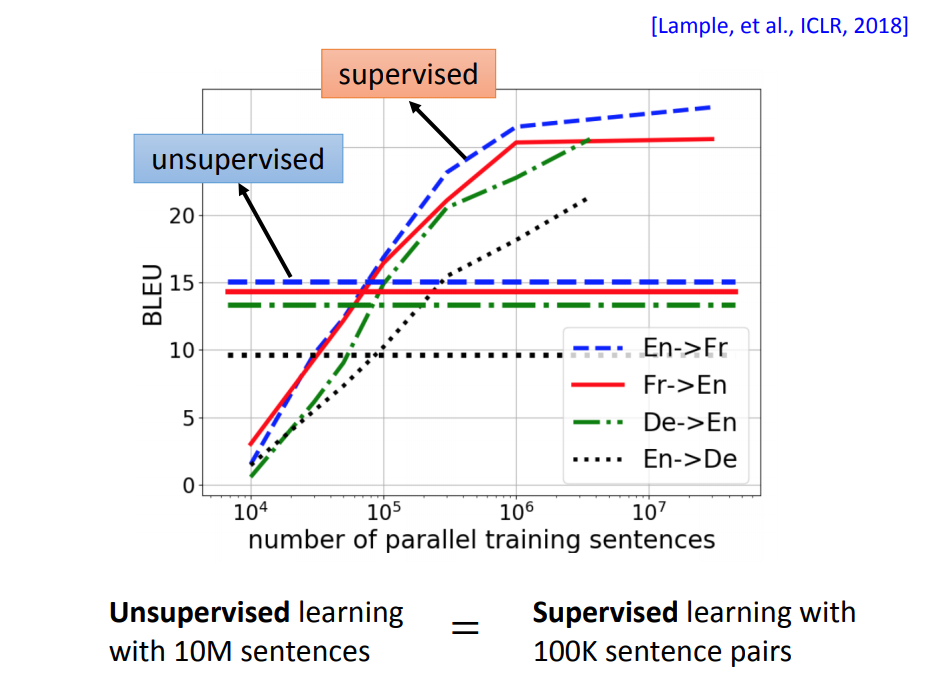 [Lample, et al., ICLR, 2018]
supervised
unsupervised
20
15
10
5
0
BLEU
10^4 10^5 10^6 10^7
number of parallel training sentences
En->Fr
Fr->En
De->En
En->De
Unsupervised learning
with 10M sentences
=
Supervised learning with
100K sentence pairs